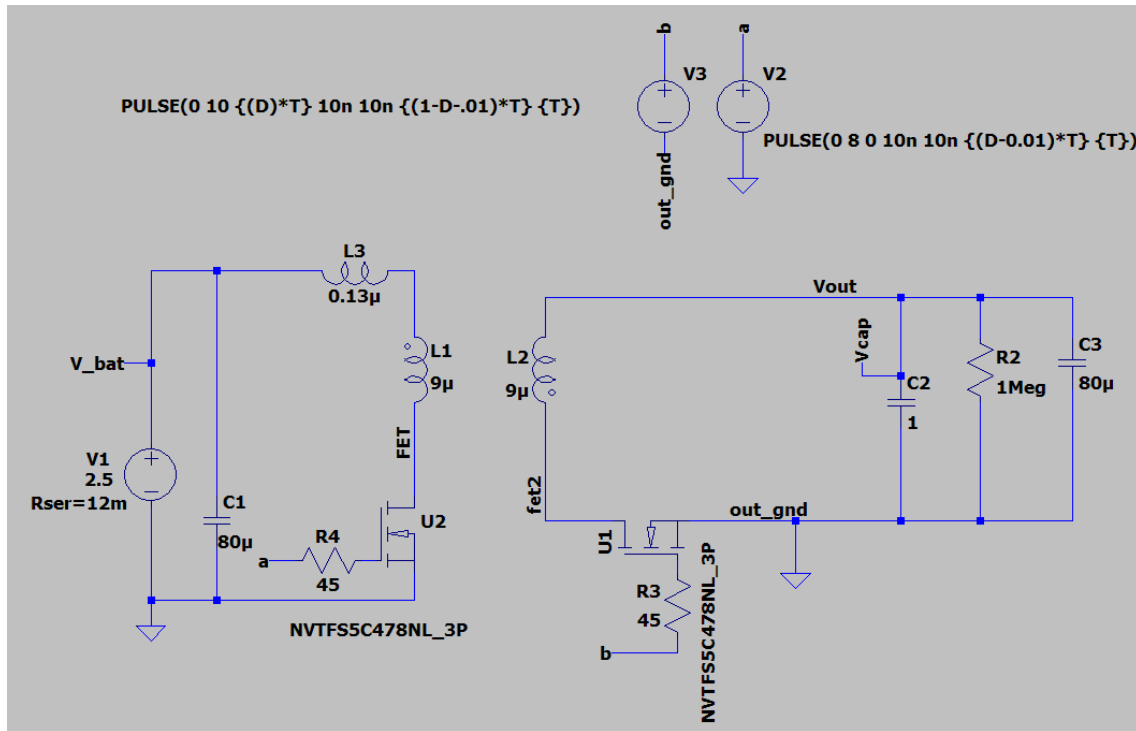 b
a
V3
V2
PULSE(0 10 {(D)*T} 10n 10n {(1-D-.01)*T} {T})
PULSE(0 8 0 10n 10n {(D-0.01)*T} {T})
out_gnd
L3
0.13µ
Vout
V_bat
L1
9µ
L2
9µ
Vcap
C2
1
R2
1Meg
C3
80µ
V1
2.5
Rser=12m
C1
80µ
FET
U2
fet2
out_gnd
U1
a
R4
45
R3
45
NVTFS5C478NL_3P
NVTFS5C478NL_3P
b